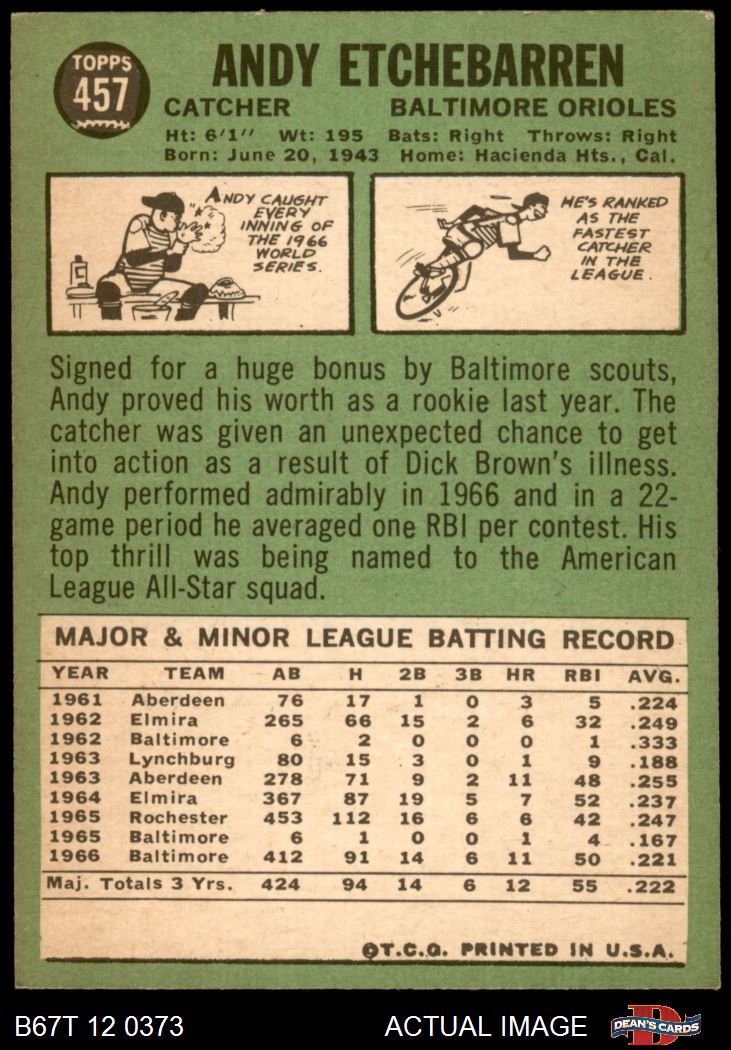 TOPPS
457
ANDY ETCHEBARREN
CATCHER BALTIMORE ORIOLES
Ht: 6'1" Wt: 195 Bats: Right Throws: Right
Born: June 20, 1943 Home: Hacienda Hts., Cal.
ANDY CAUGHT
EVERY
INNING OF
THE 1966
WORLD
SERIES.
HE'S RANKED
AS THE
FASTEST
CATCHER
IN THE
LEAGUE.
Signed for a huge bonus by Baltimore scouts,
Andy proved his worth as a rookie last year. The
catcher was given an unexpected chance to get
into action as a result of Dick Brown's illness.
Andy performed admirably in 1966 and in a 22-
game period he averaged one RBI per contest. His
top thrill was being named to the American
League All-Star squad.
MAJOR & MINOR LEAGUE BATTING RECORD
YEAR TEAM AB H 2B 3B HR RBI AVG.
1961 Aberdeen 76 17 1 0 3 5 .224
1962 Elmira 265 66 15 2 6 32 .249
1962 Baltimore 6 2 0 0 0 1 .333
1963 Lynchburg 80 15 3 0 1 9 .188
1963 Aberdeen 278 71 9 2 11 48 .255
1964 Elmira 367 87 19 5 7 52 .237
1965 Rochester 453 112 16 6 6 42 .247
1965 Baltimore 6 1 0 0 1 4 .167
1966 Baltimore 412 91 14 6 11 50 .221
Maj. Totals 3 Yrs. 424 94 14 6 12 55 .222
©T.C.G. PRINTED IN U.S.A.
B67T 12 0373 ACTUAL IMAGE D DEAN'S CARDS